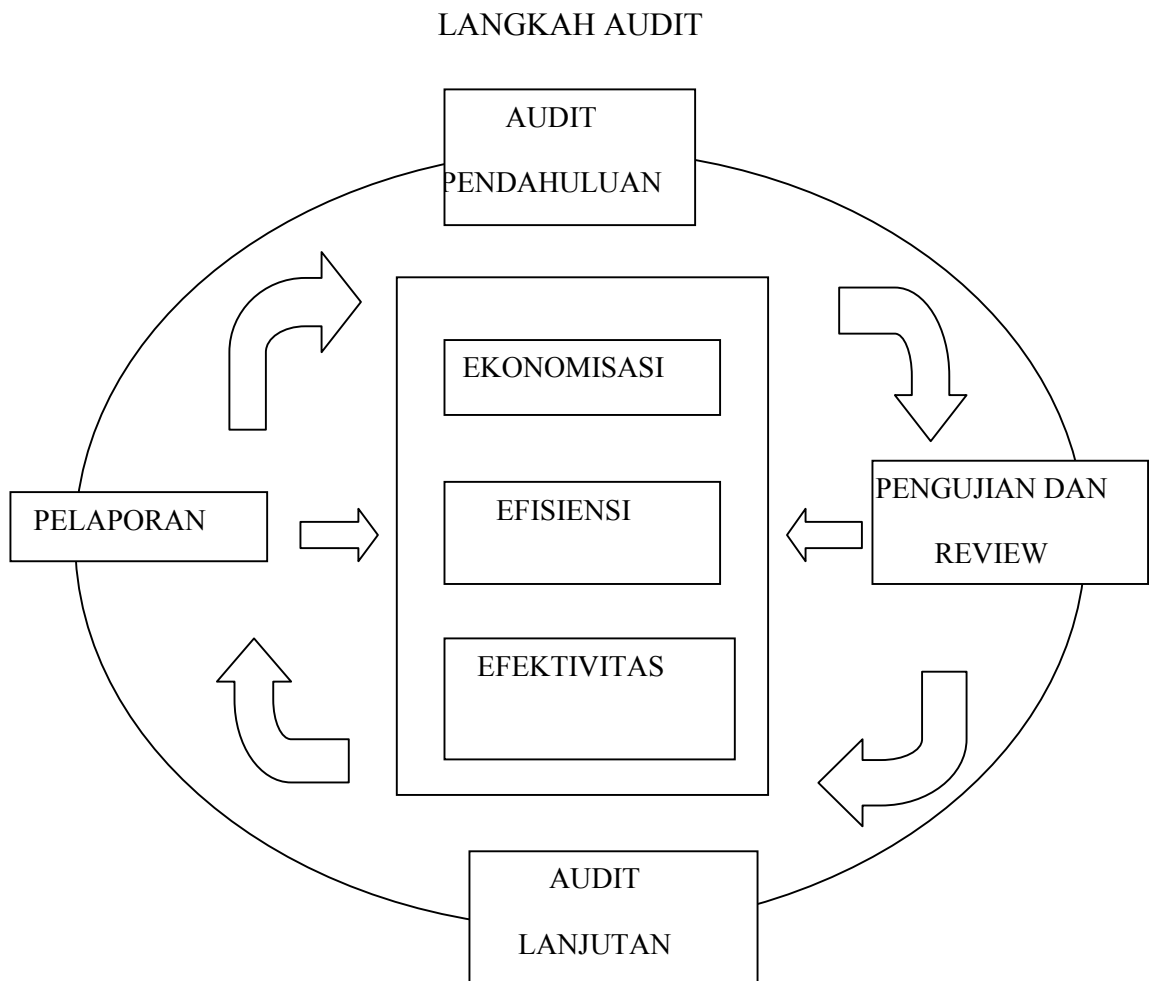 LANGKAH AUDIT
AUDIT
PENDAHULUAN
EKONOMISASI
EFISIENSI
EFEKTIVITAS
PELAPORAN
PENGUJIAN DAN
REVIEW
AUDIT
LANJUTAN